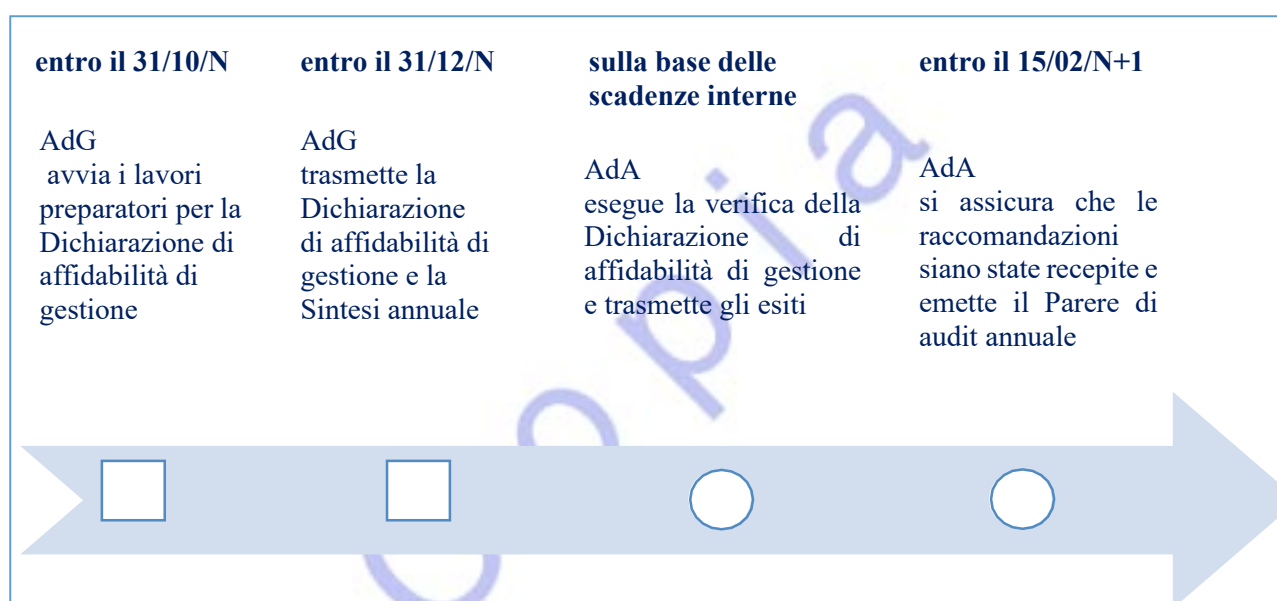 entro il 31/10/N
AdG
avvia i lavori
preparatori per la
Dichiarazione di
affidabilità di
gestione
entro il 31/12/N
AdG
trasmette la
Dichiarazione
di affidabilità di
gestione e la
Sintesi annuale
sulla base delle
scadenze interne
AdA
esegue la verifica della
Dichiarazione di
affidabilità di gestione
e trasmette gli esiti
entro il 15/02/N+1
AdA
si assicura che le
raccomandazioni
siano state recepite e
emette il Parere di
audit annuale
Copia